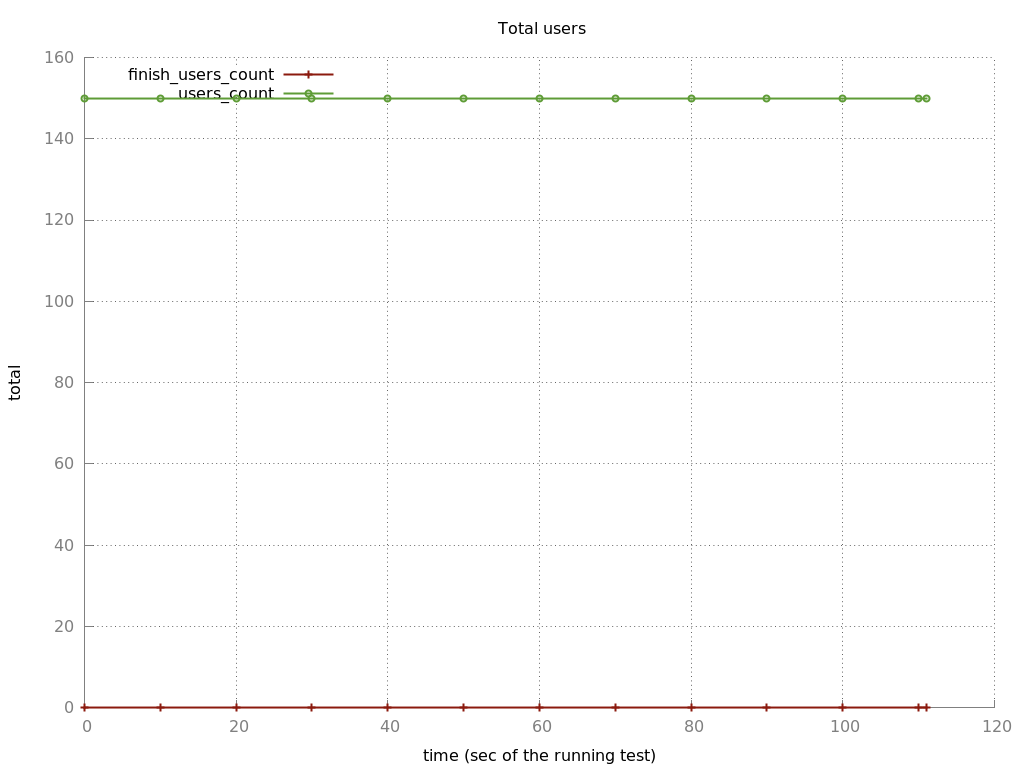 Total users
160
finish_users_count
users_count
140
120
100
80
total
60
40
20
0
0 20 40 60 80 100 120
time (sec of the running test)